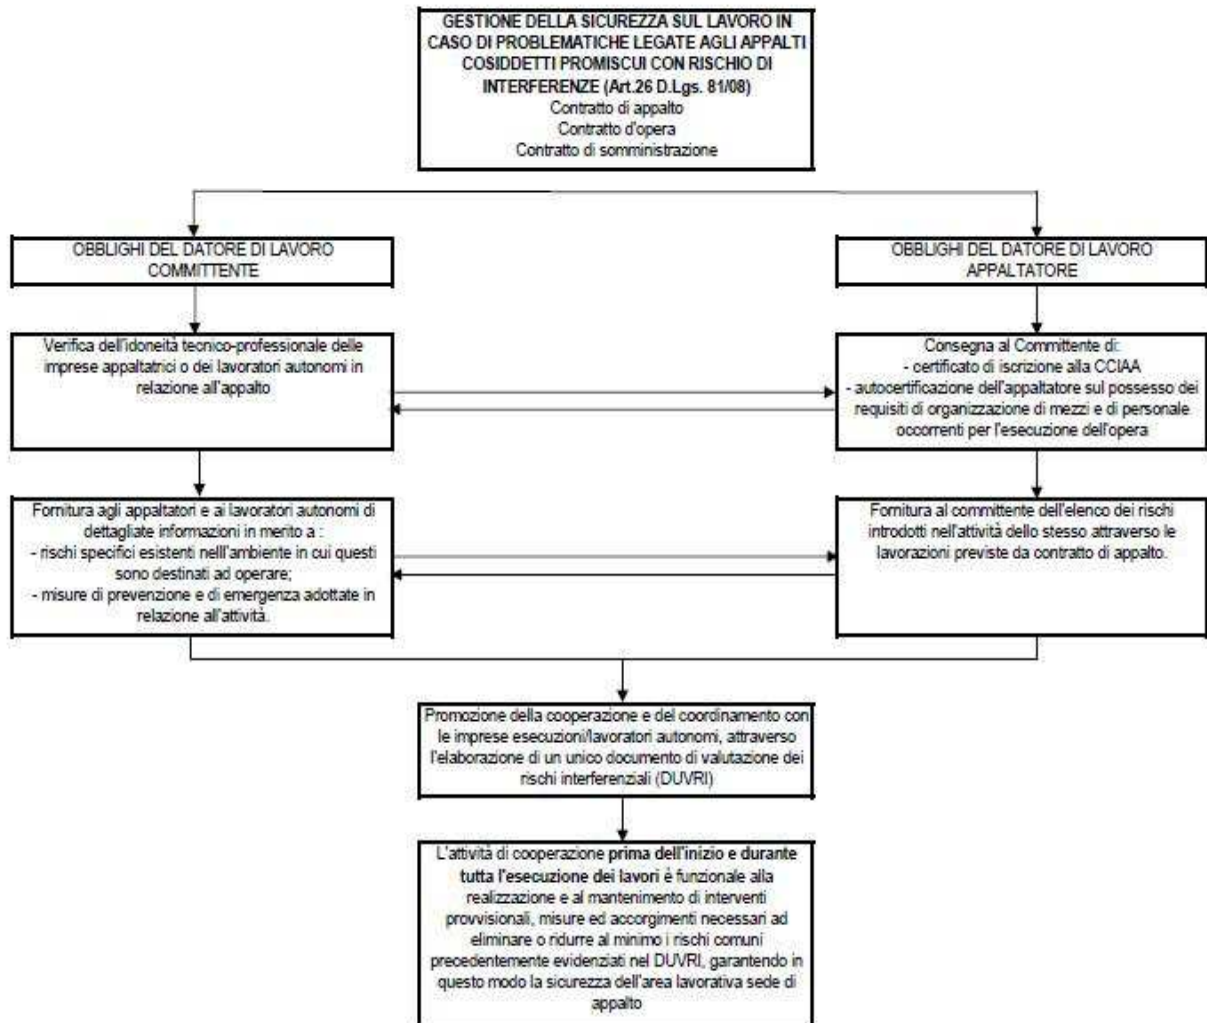 GESTIONE DELLA SICUREZZA SUL LAVORO IN
CASO DI PROBLEMATICHE LEGATE AGLI APPALTI
COSIDDETTI PROMISCUI CON RISCHIO DI
INTERFERENZE (Art.26 D.Lgs. 81/08)
Contratto di appalto
Contratto d'opera
Contratto di somministrazione
OBBLIGHI DEL DATORE DI LAVORO
COMMITTENTE
OBBLIGHI DEL DATORE DI LAVORO
APPALTATORE
Verifica dell'idoneità tecnico-professionale delle
imprese appaltatrici o dei lavoratori autonomi in
relazione all'appalto
Consegna al Committente di:
- certificato di iscrizione alla CCIAA
- autocertificazione dell'appaltatore sul possesso dei
requisiti di organizzazione di mezzi e di personale
occorrenti per l'esecuzione dell'opera
Fornitura agli appaltatori e ai lavoratori autonomi di
dettagliate informazioni in merito a :
- rischi specifici esistenti nell'ambiente in cui questi
sono destinati ad operare;
- misure di prevenzione e di emergenza adottate in
relazione all'attività.
Fornitura al committente dell'elenco dei rischi
introdotti nell'attività dello stesso attraverso le
lavorazioni previste da contratto di appalto.
Promozione della cooperazione e del coordinamento con
le imprese esecuzioni/lavoratori autonomi, attraverso
l'elaborazione di un unico documento di valutazione dei
rischi interferenziali (DUVRI)
L'attività di cooperazione prima dell'inizio e durante
tutta l'esecuzione dei lavori è funzionale alla
realizzazione e al mantenimento di interventi
provvisionali, misure ed accorgimenti necessari ad
eliminare o ridurre al minimo i rischi comuni
precedentemente evidenziati nel DUVRI, garantendo in
questo modo la sicurezza dell'area lavorativa sede di
appalto